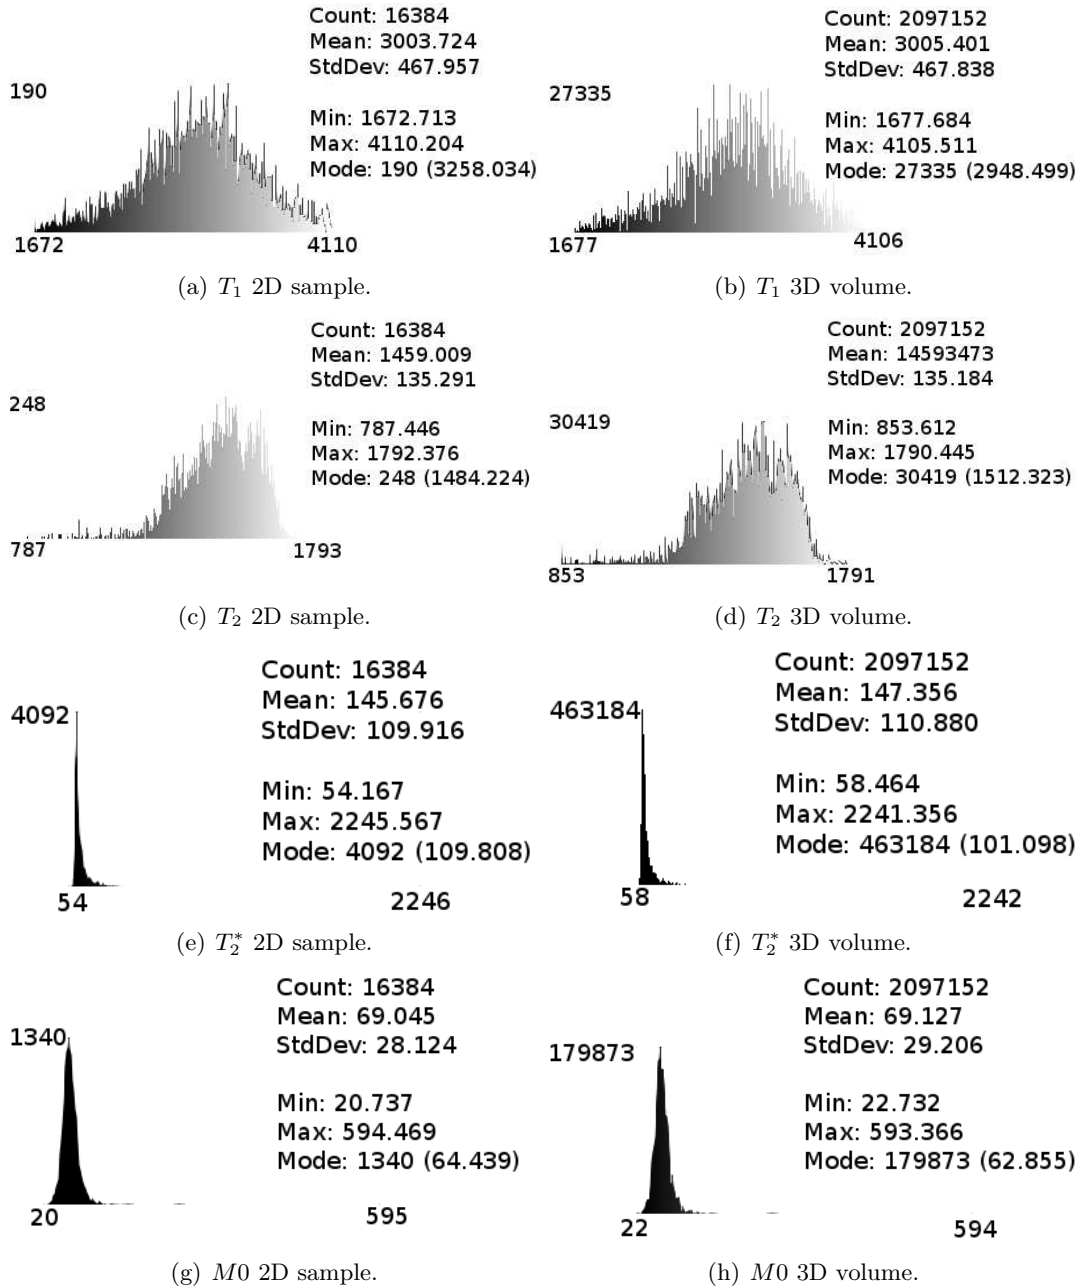 Count: 16384
Mean: 3003.724
StdDev: 467.957
190
Min: 1672.713
Max: 4110.204
Mode: 190 (3258.034)
1672
4110
(a) T₁ 2D sample.
Count: 2097152
Mean: 3005.401
StdDev: 467.838
27335
Min: 1677.684
Max: 4105.511
Mode: 27335 (2948.499)
1677
4106
(b) T₁ 3D volume.
Count: 16384
Mean: 1459.009
StdDev: 135.291
248
Min: 787.446
Max: 1792.376
Mode: 248 (1484.224)
787
1793
(c) T₂ 2D sample.
Count: 2097152
Mean: 14593473
StdDev: 135.184
30419
Min: 853.612
Max: 1790.445
Mode: 30419 (1512.323)
853
1791
(d) T₂ 3D volume.
Count: 16384
Mean: 145.676
StdDev: 109.916
4092
Min: 54.167
Max: 2245.567
Mode: 4092 (109.808)
54
2246
(e) T₂* 2D sample.
Count: 2097152
Mean: 147.356
StdDev: 110.880
463184
Min: 58.464
Max: 2241.356
Mode: 463184 (101.098)
58
2242
(f) T₂* 3D volume.
Count: 16384
Mean: 69.045
StdDev: 28.124
1340
Min: 20.737
Max: 594.469
Mode: 1340 (64.439)
20
595
(g) M0 2D sample.
Count: 2097152
Mean: 69.127
StdDev: 29.206
179873
Min: 22.732
Max: 593.366
Mode: 179873 (62.855)
22
594
(h) M0 3D volume.